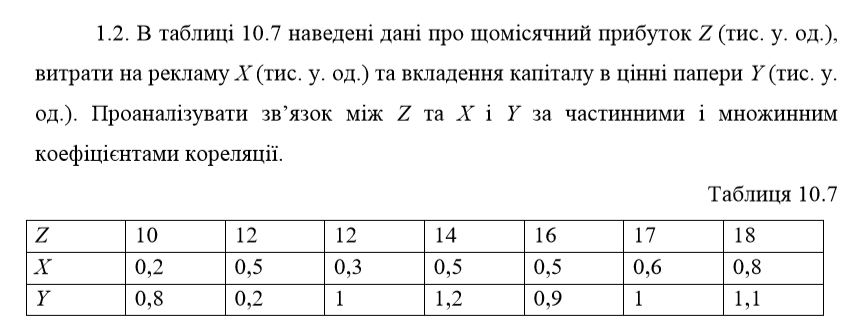 1.2. В таблиці 10.7 наведені дані про щомісячний прибуток Z (тис. у. од.),
витрати на рекламу X (тис. у. од.) та вкладення капіталу в цінні папери Y (тис. у.
од.). Проаналізувати зв’язок між Z та X і Y за частинними і множинним
коефіцієнтами кореляції.
Таблиця 10.7
Z 10 12 12 14 16 17 18
X 0,2 0,5 0,3 0,5 0,5 0,6 0,8
Y 0,8 0,2 1 1,2 0,9 1 1,1